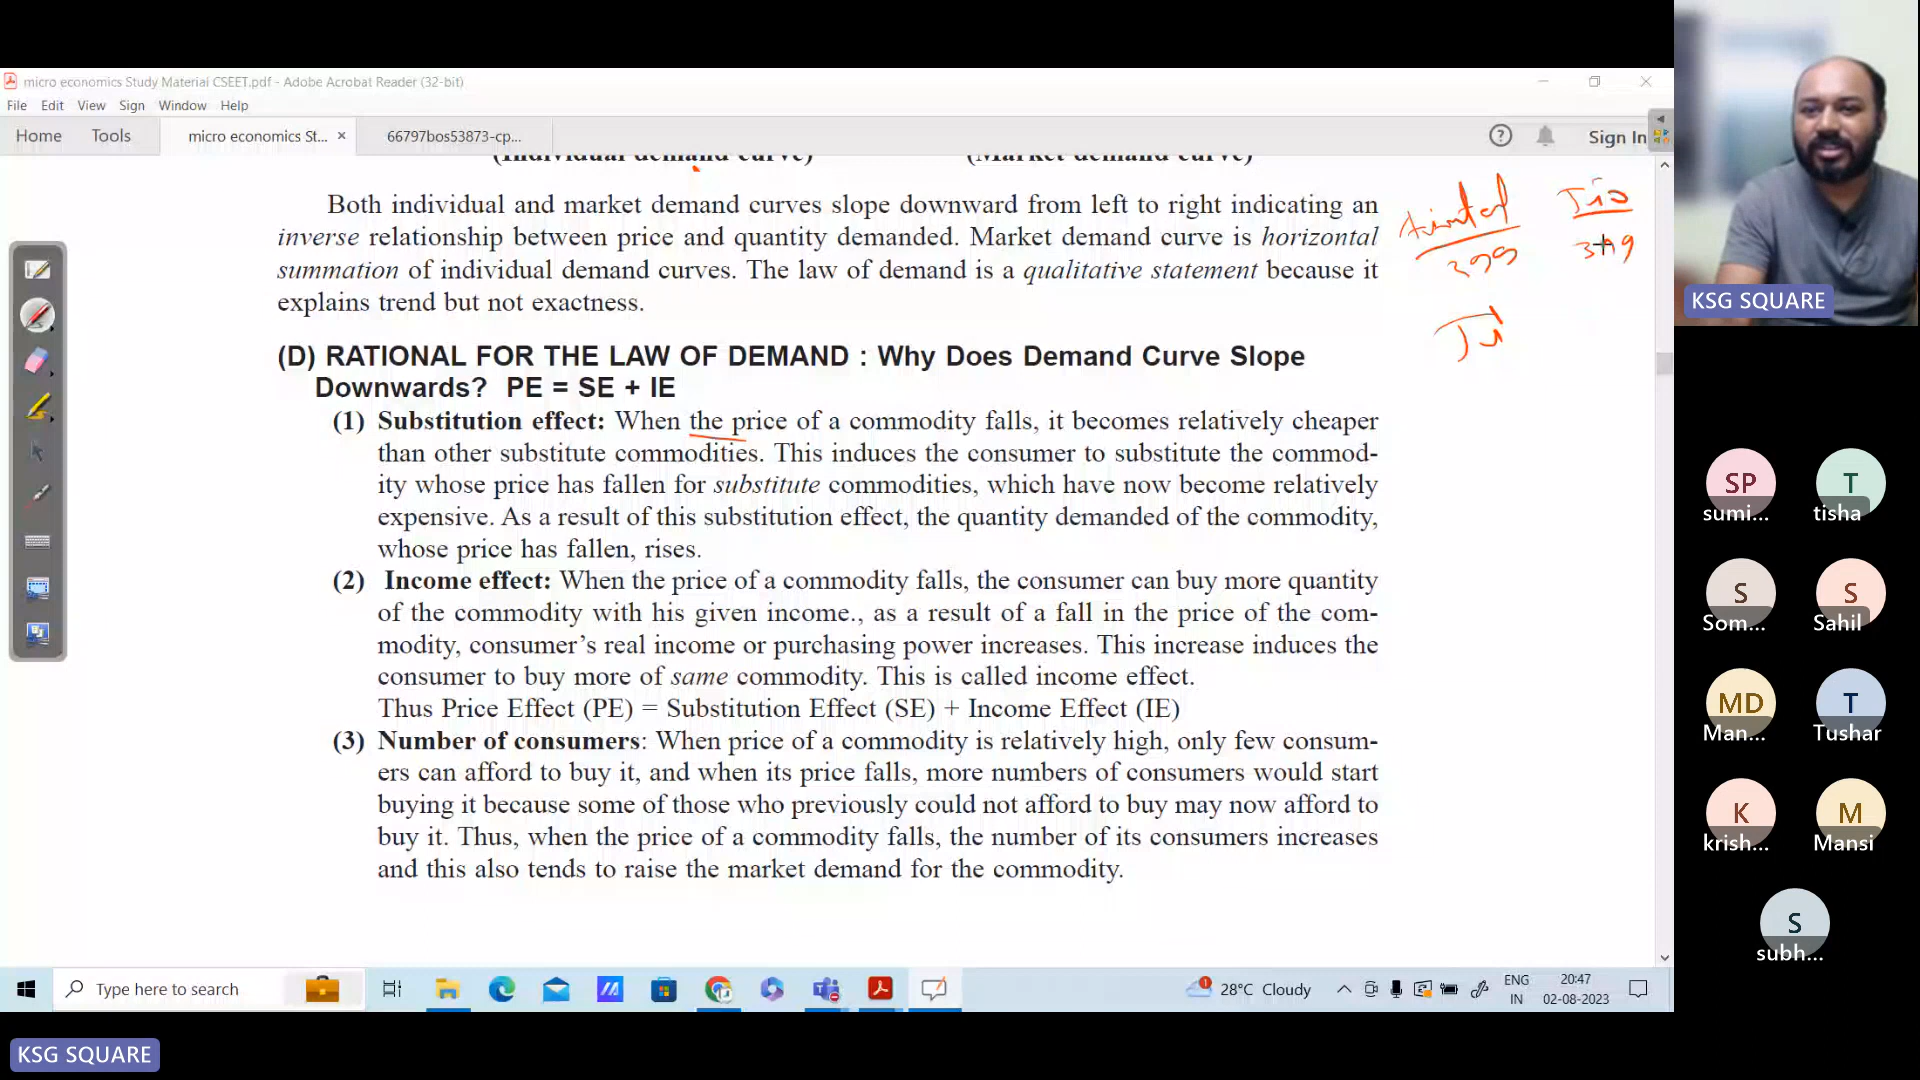 micro economics Study Material CSEET.pdf - Adobe Acrobat Reader (32-bit)
File Edit View Sign Window Help
Home Tools micro economics St... × 66797bos53873-cp... Sign In
(Individual demand curve) (Market demand curve)
Both individual and market demand curves slope downward from left to right indicating an
inverse relationship between price and quantity demanded. Market demand curve is horizontal
summation of individual demand curves. The law of demand is a qualitative statement because it
explains trend but not exactness.
(D) RATIONAL FOR THE LAW OF DEMAND : Why Does Demand Curve Slope
Downwards? PE = SE + IE
(1) Substitution effect: When the price of a commodity falls, it becomes relatively cheaper
than other substitute commodities. This induces the consumer to substitute the commod-
ity whose price has fallen for substitute commodities, which have now become relatively
expensive. As a result of this substitution effect, the quantity demanded of the commodity,
whose price has fallen, rises.
(2) Income effect: When the price of a commodity falls, the consumer can buy more quantity
of the commodity with his given income., as a result of a fall in the price of the com-
modity, consumer's real income or purchasing power increases. This increase induces the
consumer to buy more of same commodity. This is called income effect.
Thus Price Effect (PE) = Substitution Effect (SE) + Income Effect (IE)
(3) Number of consumers: When price of a commodity is relatively high, only few consum-
ers can afford to buy it, and when its price falls, more numbers of consumers would start
buying it because some of those who previously could not afford to buy may now afford to
buy it. Thus, when the price of a commodity falls, the number of its consumers increases
and this also tends to raise the market demand for the commodity.
Jio
KSG SQUARE
SP T
sumi... tisha
S S
Som... Sahil
MD T
Man... Tushar
K M
krish... Mansi
S
subh...
Type here to search
28°C Cloudy
ENG
IN
20:47
02-08-2023
KSG SQUARE